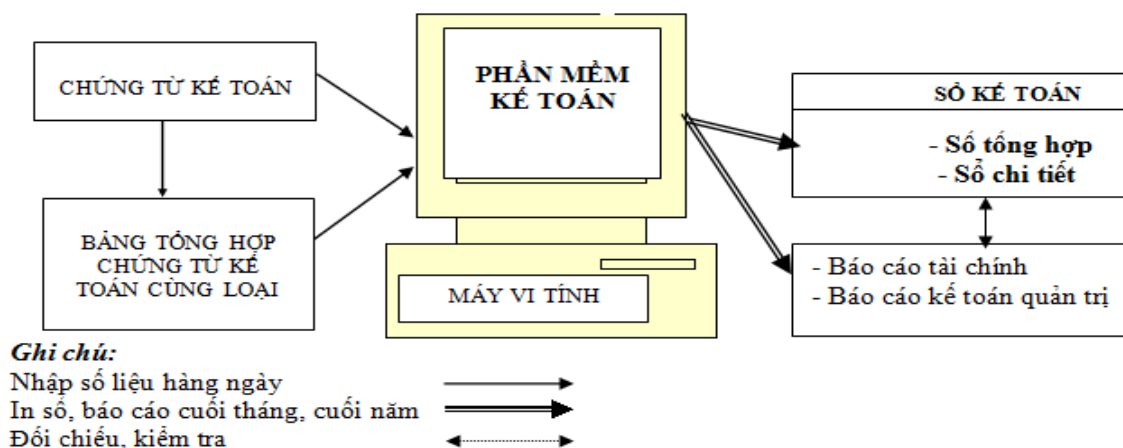 CHỨNG TỪ KẾ TOÁN
BẢNG TỔNG HỢP
CHỨNG TỪ KẾ
TOÁN CÙNG LOẠI
PHẦN MỀM
KẾ TOÁN
MÁY VI TÍNH
SỔ KẾ TOÁN
- Sổ tổng hợp
- Sổ chi tiết
- Báo cáo tài chính
- Báo cáo kế toán quản trị
Ghi chú:
Nhập số liệu hàng ngày
In sổ, báo cáo cuối tháng, cuối năm
Đối chiếu, kiểm tra